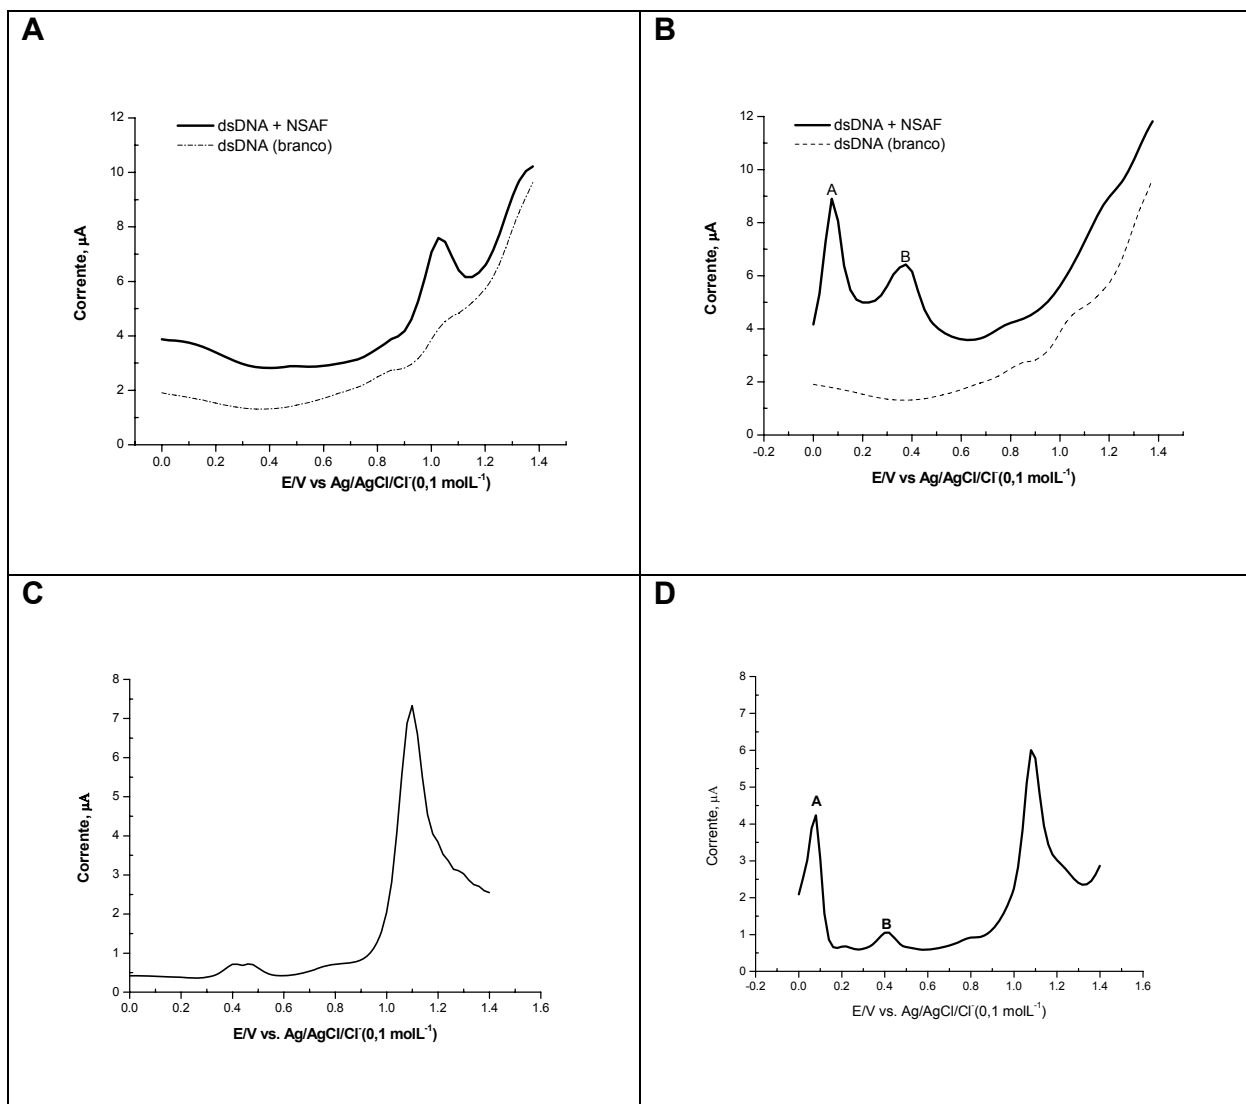 A
dsDNA + NSAF
dsDNA (branco)
Corrente, µA
12
10
8
6
4
2
0
0.0 0.2 0.4 0.6 0.8 1.0 1.2 1.4
E/V vs Ag/AgCl/Cl⁻(0,1 molL⁻¹)
B
dsDNA + NSAF
dsDNA (branco)
A
B
Corrente, µA
12
10
8
6
4
2
0
-0.2 0.0 0.2 0.4 0.6 0.8 1.0 1.2 1.4
E/V vs Ag/AgCl/Cl⁻(0,1 molL⁻¹)
C
Corrente, µA
8
7
6
5
4
3
2
1
0
0.0 0.2 0.4 0.6 0.8 1.0 1.2 1.4 1.6
E/V vs. Ag/AgCl/Cl⁻(0,1 molL⁻¹)
D
A
B
Corrente, µA
8
7
6
5
4
3
2
1
0
-0.2 0.0 0.2 0.4 0.6 0.8 1.0 1.2 1.4 1.6
E/V vs. Ag/AgCl/Cl⁻(0,1 molL⁻¹)